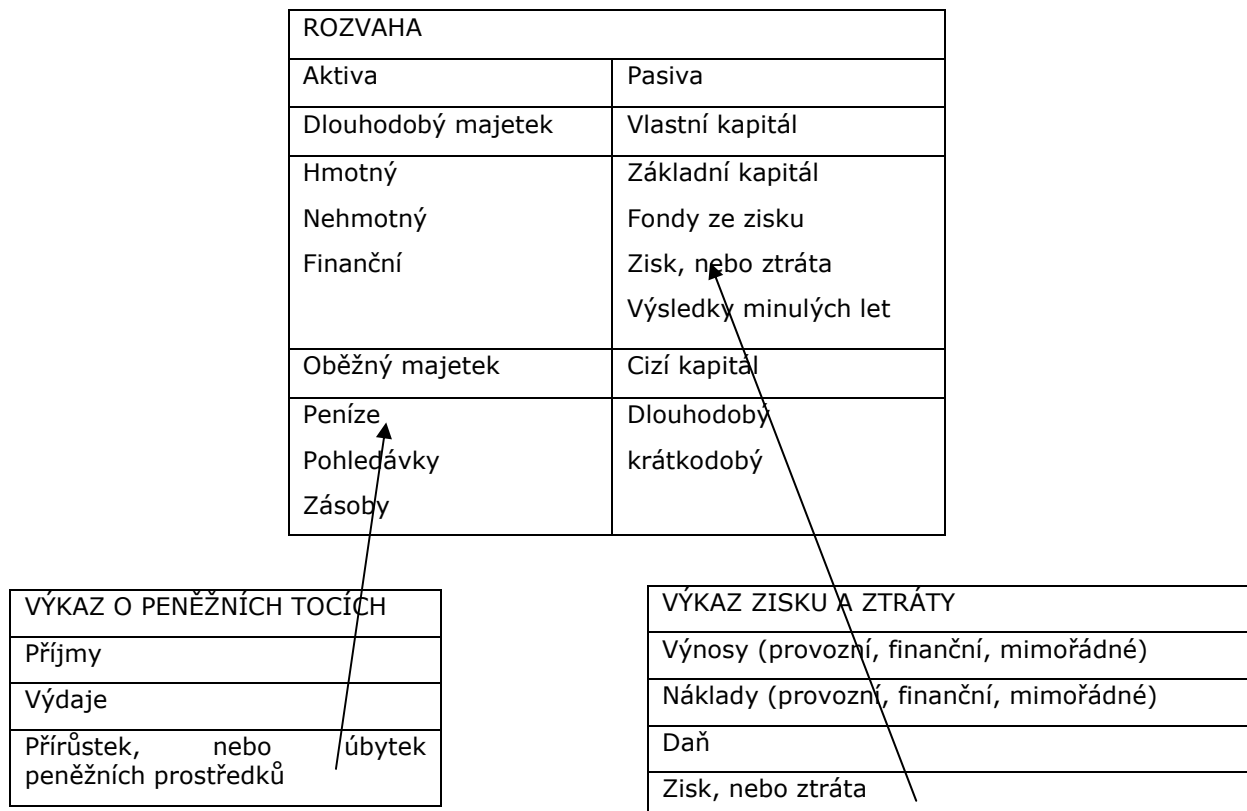 ROZVAHA
Aktiva Pasiva
Dlouhodobý majetek Vlastní kapitál
Hmotný Základní kapitál
Nehmotný Fondy ze zisku
Finanční Zisk, nebo ztráta
Výsledky minulých let
Oběžný majetek Cizí kapitál
Peníze Dlouhodobý
Pohledávky krátkodobý
Zásoby
VÝKAZ O PENĚŽNÍCH TOCÍCH
Příjmy
Výdaje
Přírůstek, nebo úbytek
peněžních prostředků
VÝKAZ ZISKU A ZTRÁTY
Výnosy (provozní, finanční, mimořádné)
Náklady (provozní, finanční, mimořádné)
Daň
Zisk, nebo ztráta